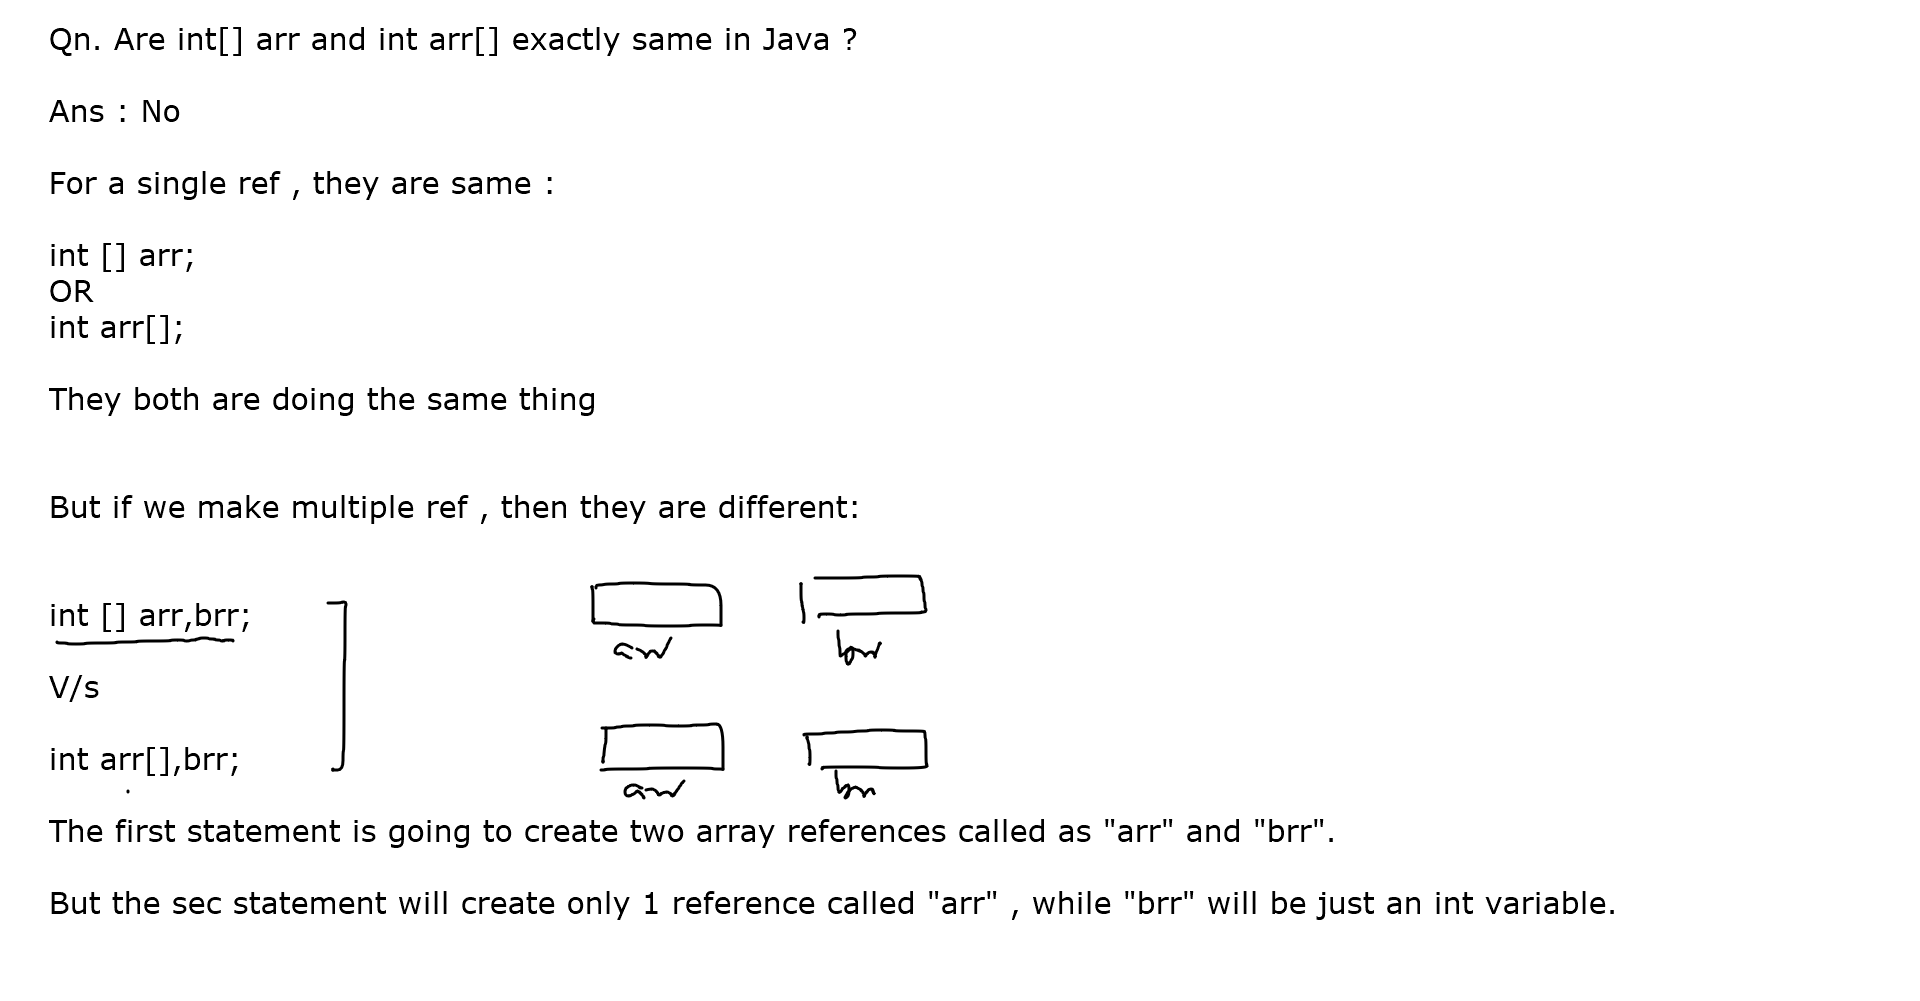 Qn. Are int[] arr and int arr[] exactly same in Java ?
Ans : No
For a single ref , they are same :
int [] arr;
OR
int arr[];
They both are doing the same thing
But if we make multiple ref , then they are different:
int [] arr,brr;
arr brr
V/s
int arr[],brr;
arr brr
The first statement is going to create two array references called as "arr" and "brr".
But the sec statement will create only 1 reference called "arr" , while "brr" will be just an int variable.